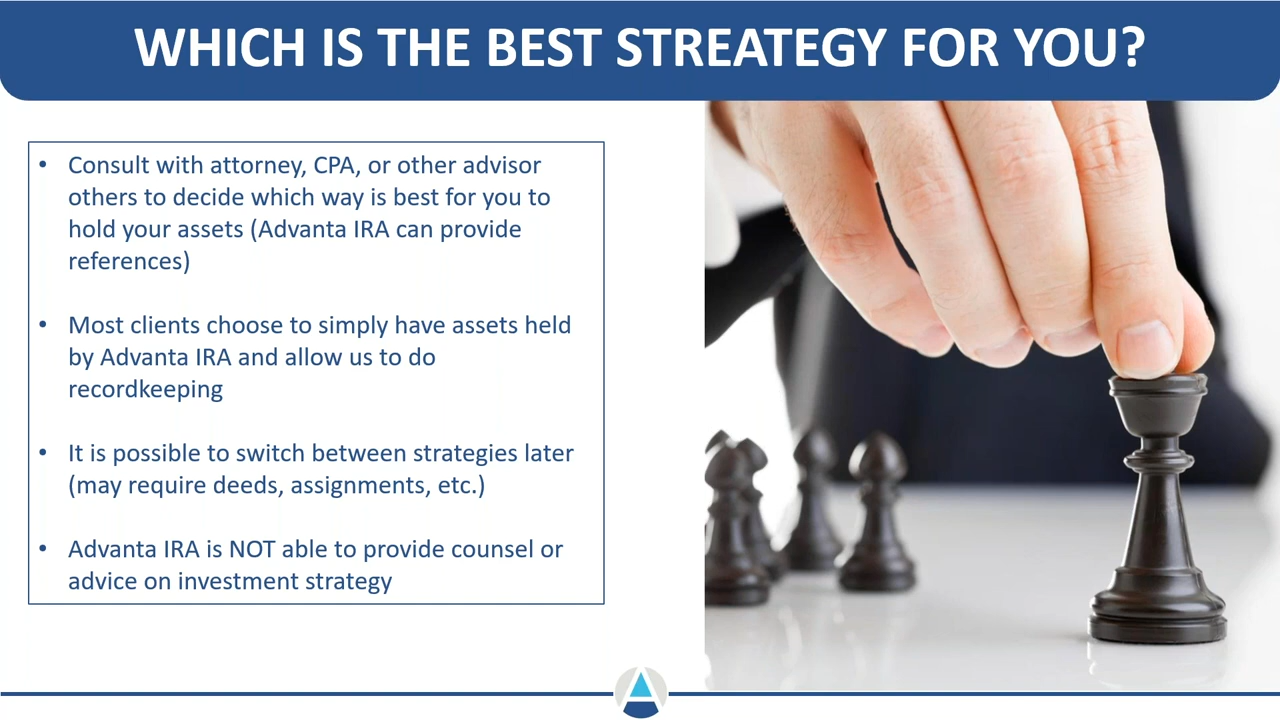 WHICH IS THE BEST STREATEGY FOR YOU?
• Consult with attorney, CPA, or other advisor
others to decide which way is best for you to
hold your assets (Advanta IRA can provide
references)
• Most clients choose to simply have assets held
by Advanta IRA and allow us to do
recordkeeping
• It is possible to switch between strategies later
(may require deeds, assignments, etc.)
• Advanta IRA is NOT able to provide counsel or
advice on investment strategy